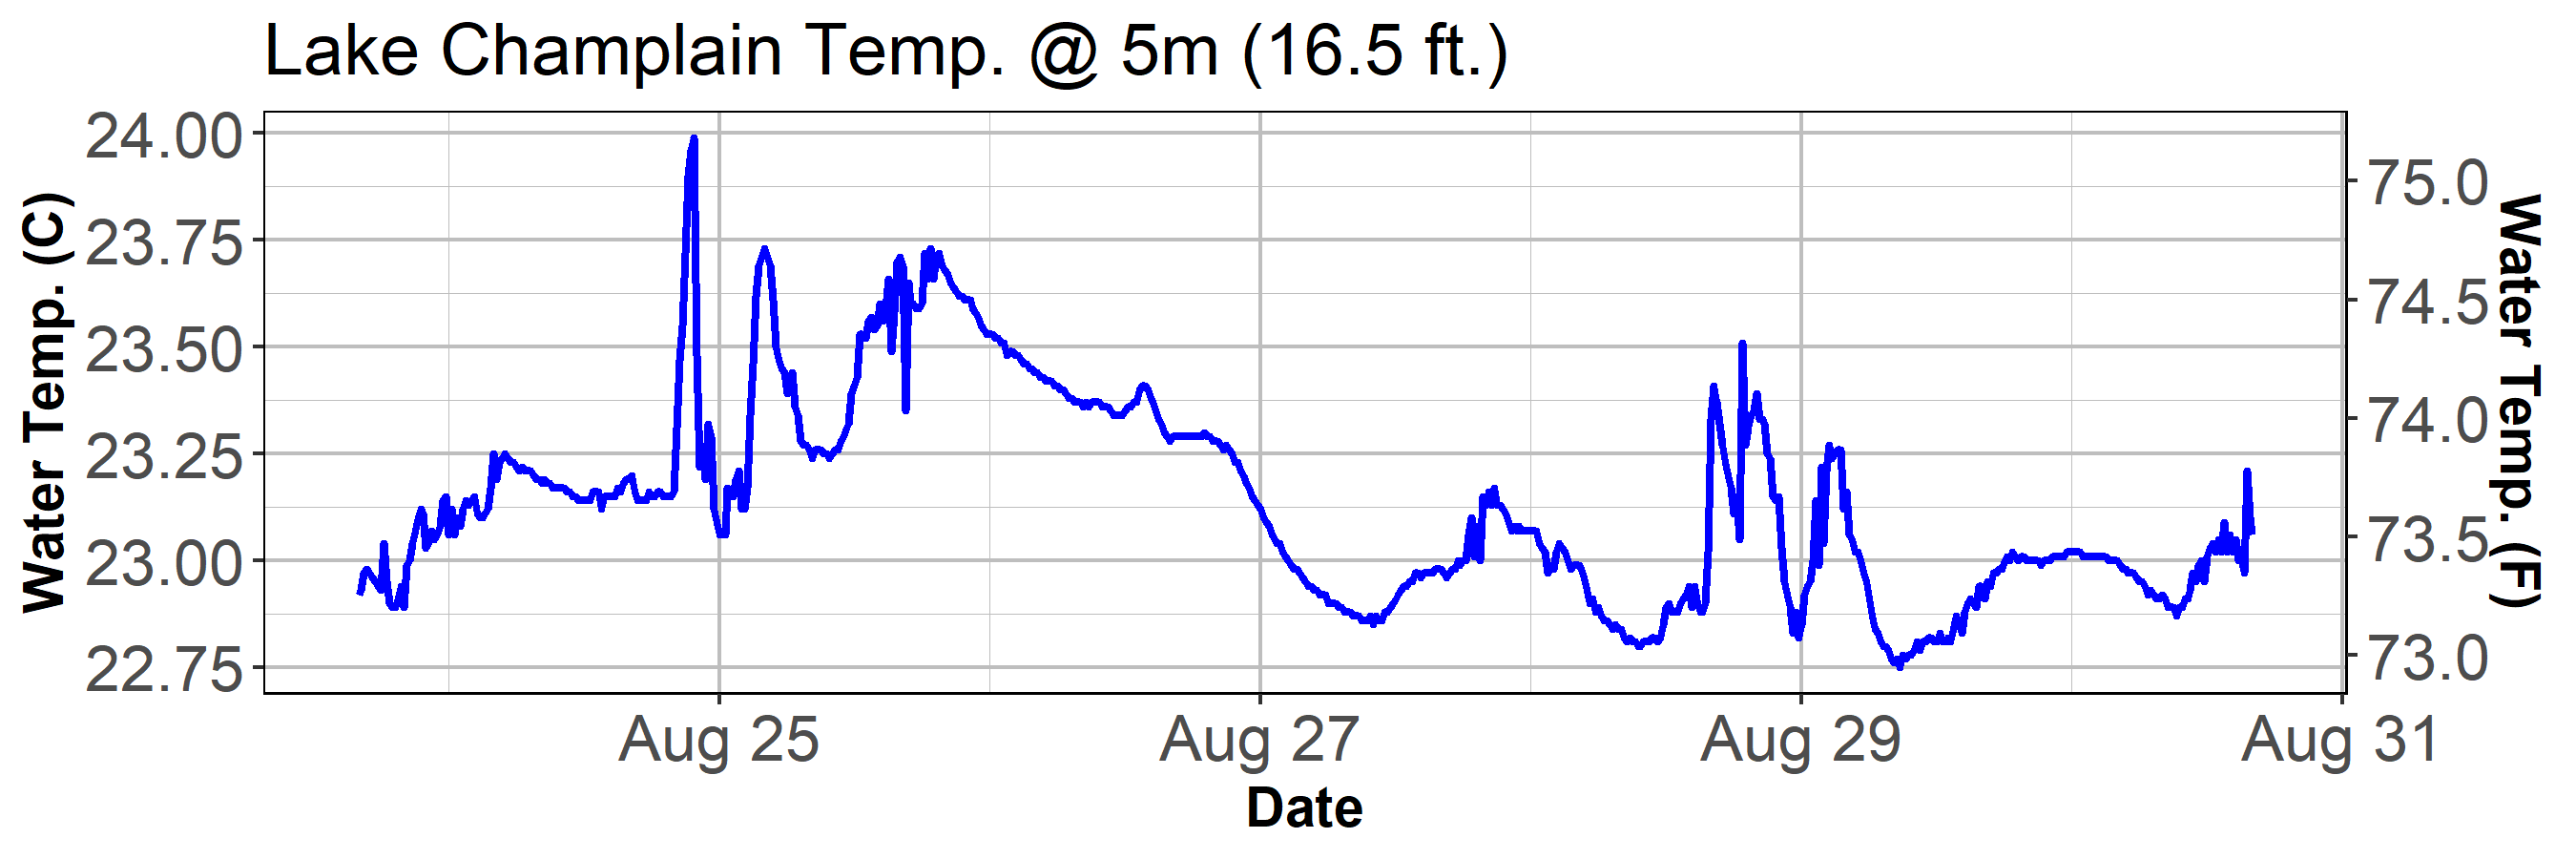 Lake Champlain Temp. @ 5m (16.5 ft.)
Water Temp. (C)
24.00
23.75
23.50
23.25
23.00
22.75
75.0
74.5
74.0
73.5
73.0
Water Temp. (F)
Aug 25 Aug 27 Aug 29 Aug 31
Date